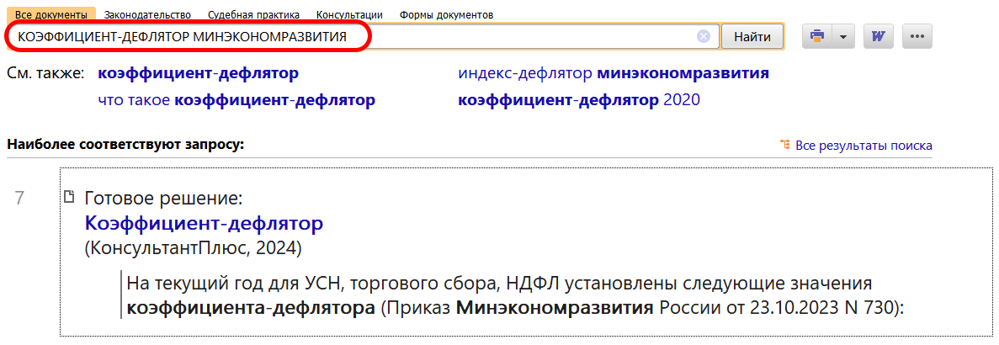 Все документы Законодательство Судебная практика Консультации Формы документов
КОЭФФИЦИЕНТ-ДЕФЛЯТОР МИНЭКОНОМРАЗВИТИЯ Найти W
См. также: коэффициент-дефлятор индекс-дефлятор минэкономразвития
что такое коэффициент-дефлятор коэффициент-дефлятор 2020
Наиболее соответствуют запросу: Все результаты поиска
7 Готовое решение:
Коэффициент-дефлятор
(КонсультантПлюс, 2024)
На текущий год для УСН, торгового сбора, НДФЛ установлены следующие значения
коэффициента-дефлятора (Приказ Минэкономразвития России от 23.10.2023 N 730):